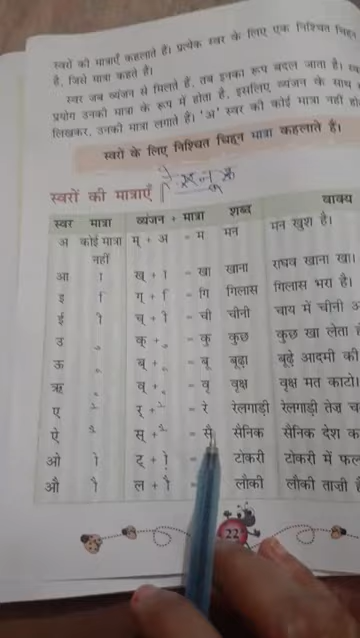 स्वरों की मात्राएँ कहलाते हैं। प्रत्येक स्वर के लिए एक निश्चित चिह्न
है, जिसे मात्रा कहते हैं।
स्वर जब व्यंजन से मिलते हैं, तब इनका रूप बदल जाता है।
प्रयोग उनकी मात्रा के रूप में होता है, इसलिए व्यंजन के साथ
लिखकर, उनकी मात्रा लगाते हैं। 'अ' स्वर की कोई मात्रा नहीं
स्वरों के लिए निश्चित चिह्न मात्रा कहलाते हैं।
स्वरों की मात्राएँ
स्वर मात्रा व्यंजन + मात्रा शब्द वाक्य
अ कोई मात्रा नहीं म् + अ = म मन मन खुश है।
आ ा ख् + ा = खा खाना राघव खाना खा।
इ ि ग् + ि = गि गिलास गिलास भरा है।
ई ी च् + ी = ची चीनी चाय में चीनी
उ ु क् + ु = कु कुछ कुछ खा लेता
ऊ ू ब् + ू = बू बूढ़ा बूढ़े आदमी की
ऋ ृ व् + ृ = वृ वृक्ष वृक्ष मत काटो।
ए े र् + े = रे रेलगाड़ी रेलगाड़ी तेज़
ऐ ै स् + ै = सै सैनिक सैनिक देश
ओ ो ट् + ो = टोकरी टोकरी में
औ ौ ल + ौ = लौकी लौकी ताज़ी
22